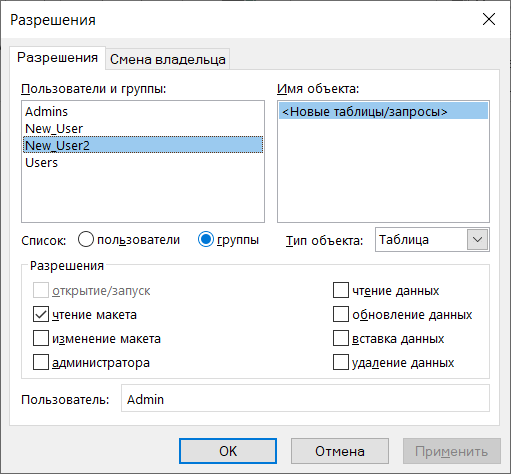 Разрешения
Разрешения
Смена владельца
Пользователи и группы:
Admins
New_User
New_User2
Users
Имя объекта:
<Новые таблицы/запросы>
Список: пользователи группы
Тип объекта: Таблица
Разрешения
открытие/запуск
чтение макета
изменение макета
администратора
чтение данных
обновление данных
вставка данных
удаление данных
Пользователь: Admin
OK
Отмена
Применить